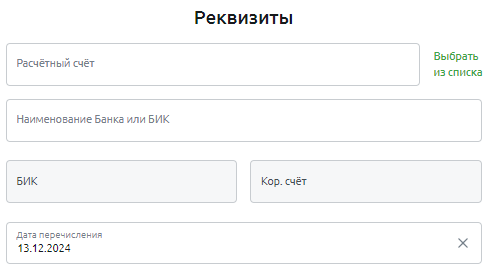 Реквизиты
Расчётный счёт
Выбрать
из списка
Наименование Банка или БИК
БИК
Кор. счёт
Дата перечисления
13.12.2024